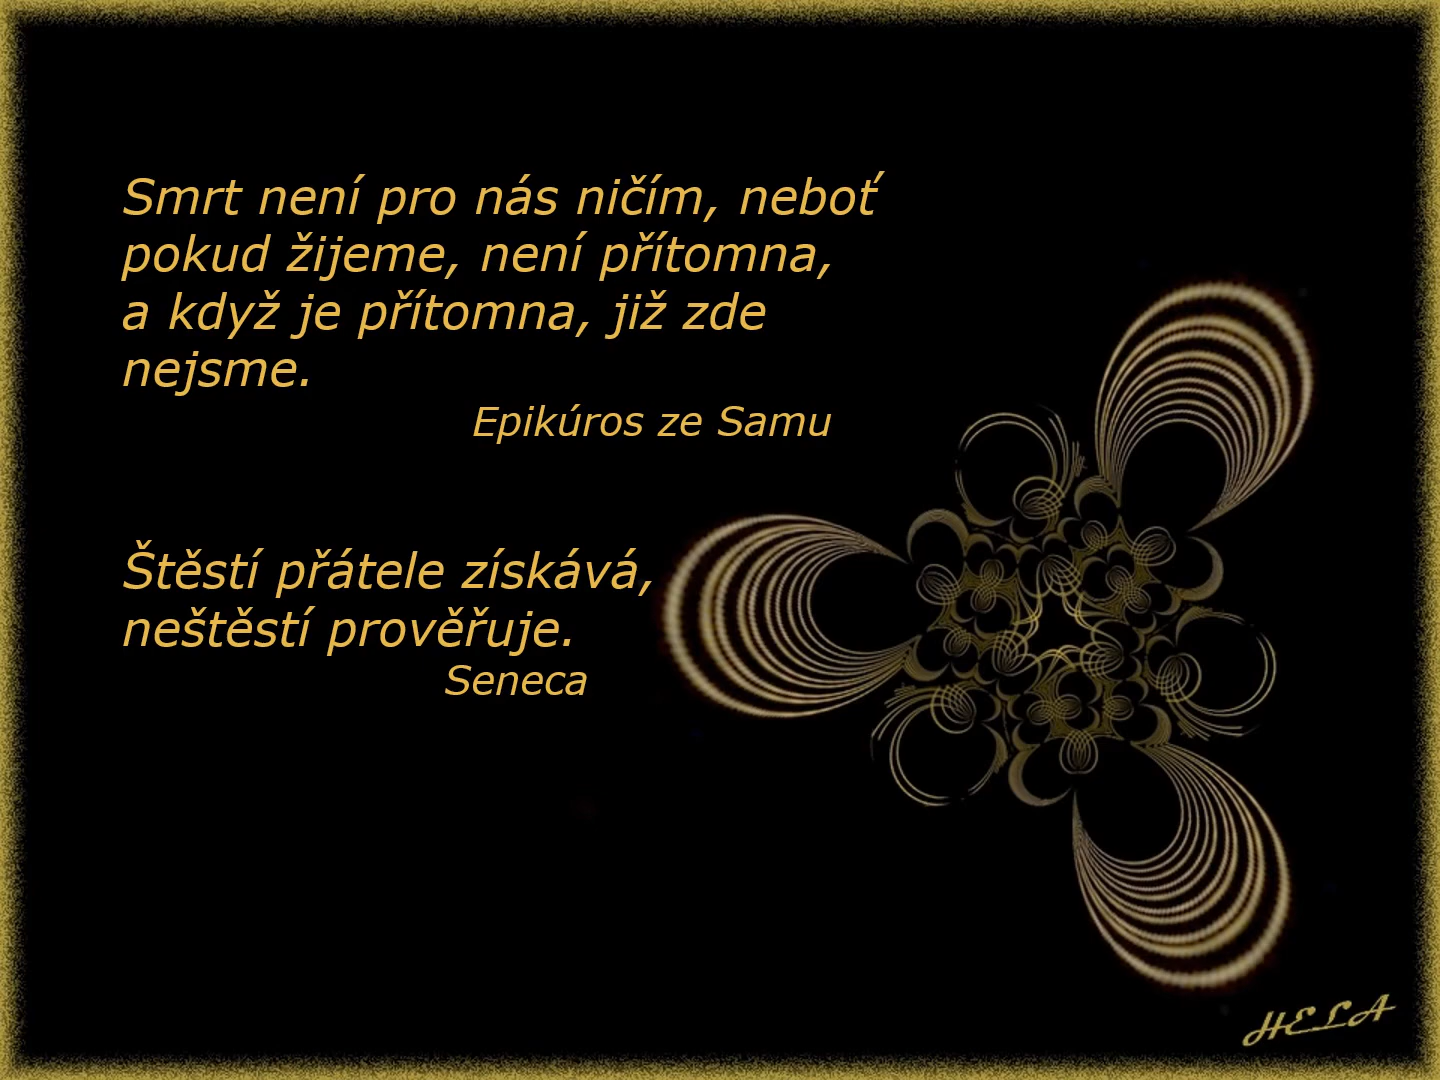 Smrt není pro nás ničím, neboť
pokud žijeme, není přítomna,
a když je přítomna, již zde
nejsme.
Epikúros ze Samu
Štěstí přátele získává,
neštěstí prověřuje.
Seneca
HELA